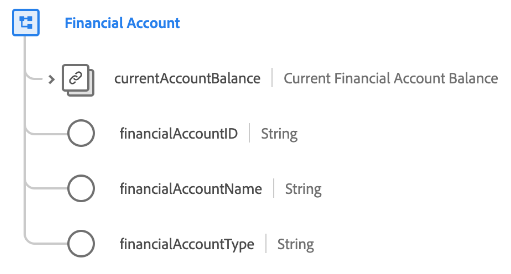 Financial Account
currentAccountBalance | Current Financial Account Balance
financialAccountID | String
financialAccountName | String
financialAccountType | String